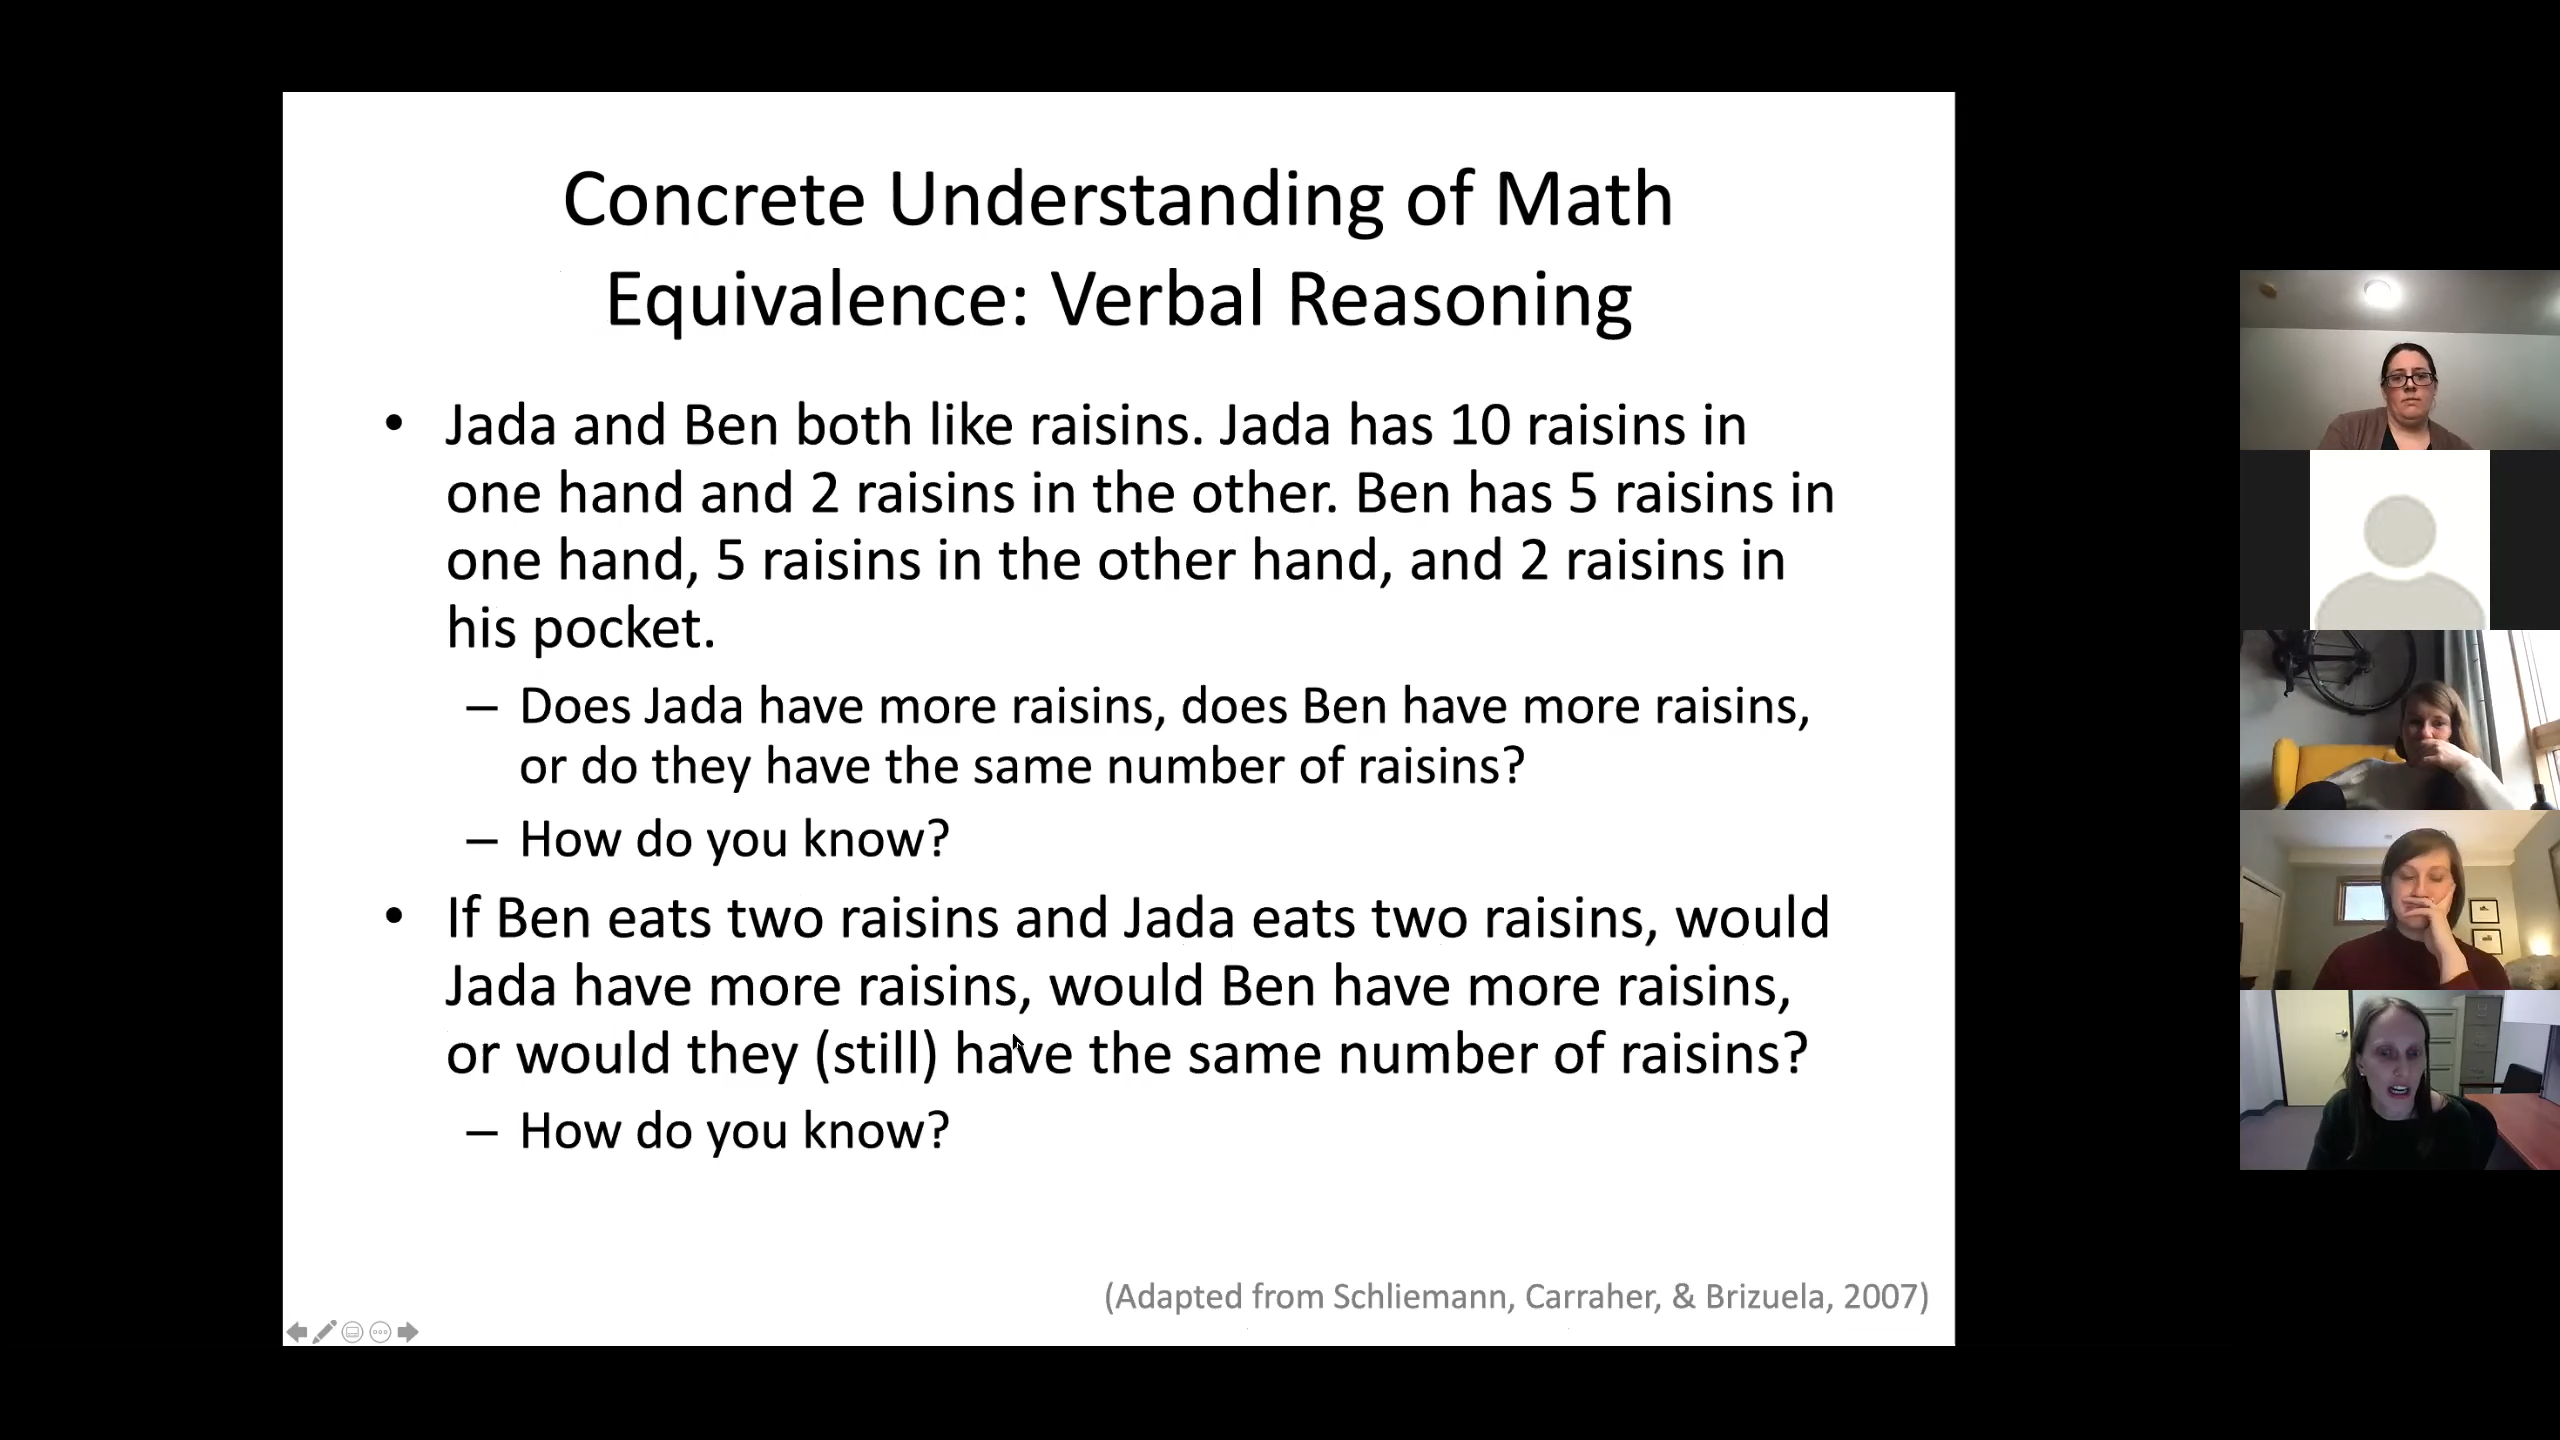 Concrete Understanding of Math
Equivalence: Verbal Reasoning
• Jada and Ben both like raisins. Jada has 10 raisins in
one hand and 2 raisins in the other. Ben has 5 raisins in
one hand, 5 raisins in the other hand, and 2 raisins in
his pocket.
– Does Jada have more raisins, does Ben have more raisins,
or do they have the same number of raisins?
– How do you know?
• If Ben eats two raisins and Jada eats two raisins, would
Jada have more raisins, would Ben have more raisins,
or would they (still) have the same number of raisins?
– How do you know?
(Adapted from Schliemann, Carraher, & Brizuela, 2007)